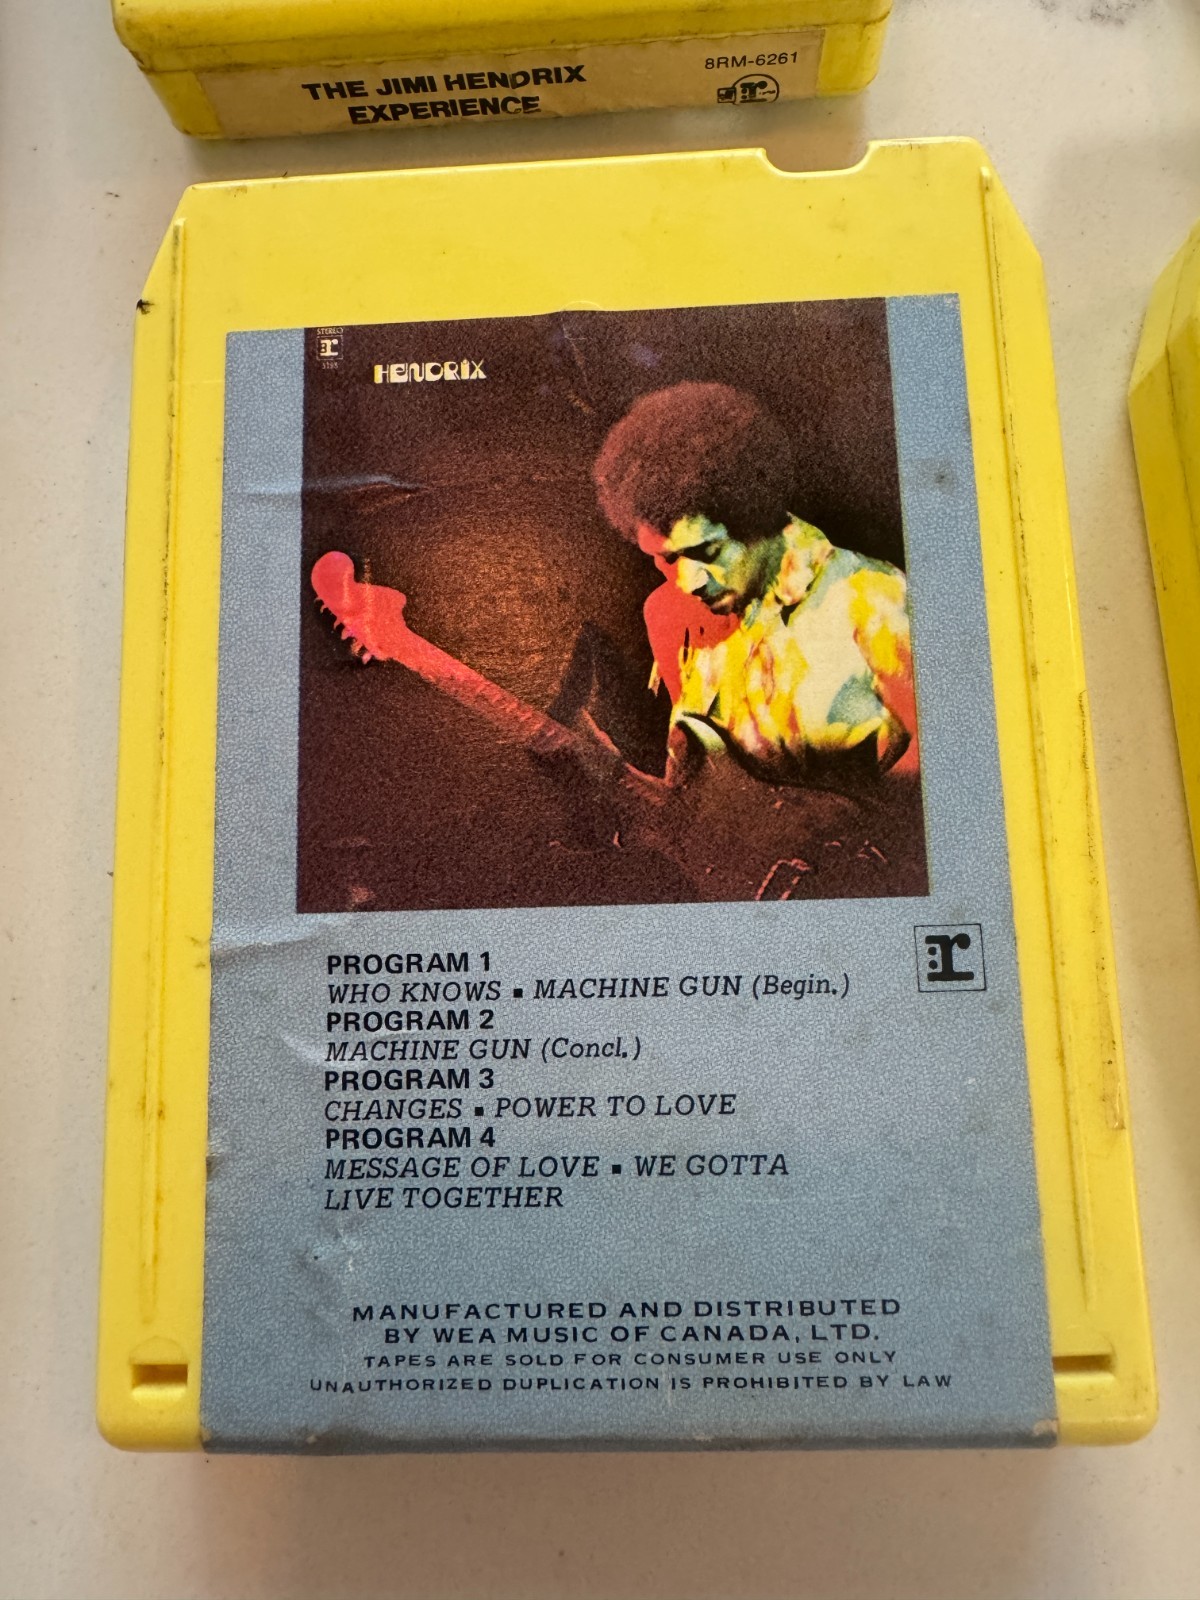 THE JIMI HENDRIX
EXPERIENCE
8RM-6261
:r
STEREO
:r
HENDRIX
:r
PROGRAM 1
WHO KNOWS ▪ MACHINE GUN (Begin.)
PROGRAM 2
MACHINE GUN (Concl.)
PROGRAM 3
CHANGES ▪ POWER TO LOVE
PROGRAM 4
MESSAGE OF LOVE ▪ WE GOTTA
LIVE TOGETHER
MANUFACTURED AND DISTRIBUTED
BY WEA MUSIC OF CANADA, LTD.
TAPES ARE SOLD FOR CONSUMER USE ONLY
UNAUTHORIZED DUPLICATION IS PROHIBITED BY LAW